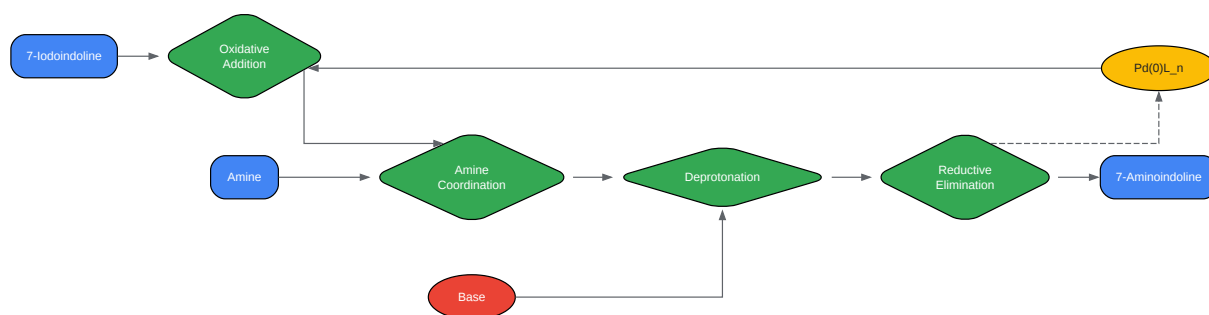 7-Iodoindoline
Oxidative
Addition
Pd(0)L_n
Amine
Amine
Coordination
Deprotonation
Reductive
Elimination
7-Aminoindoline
Base